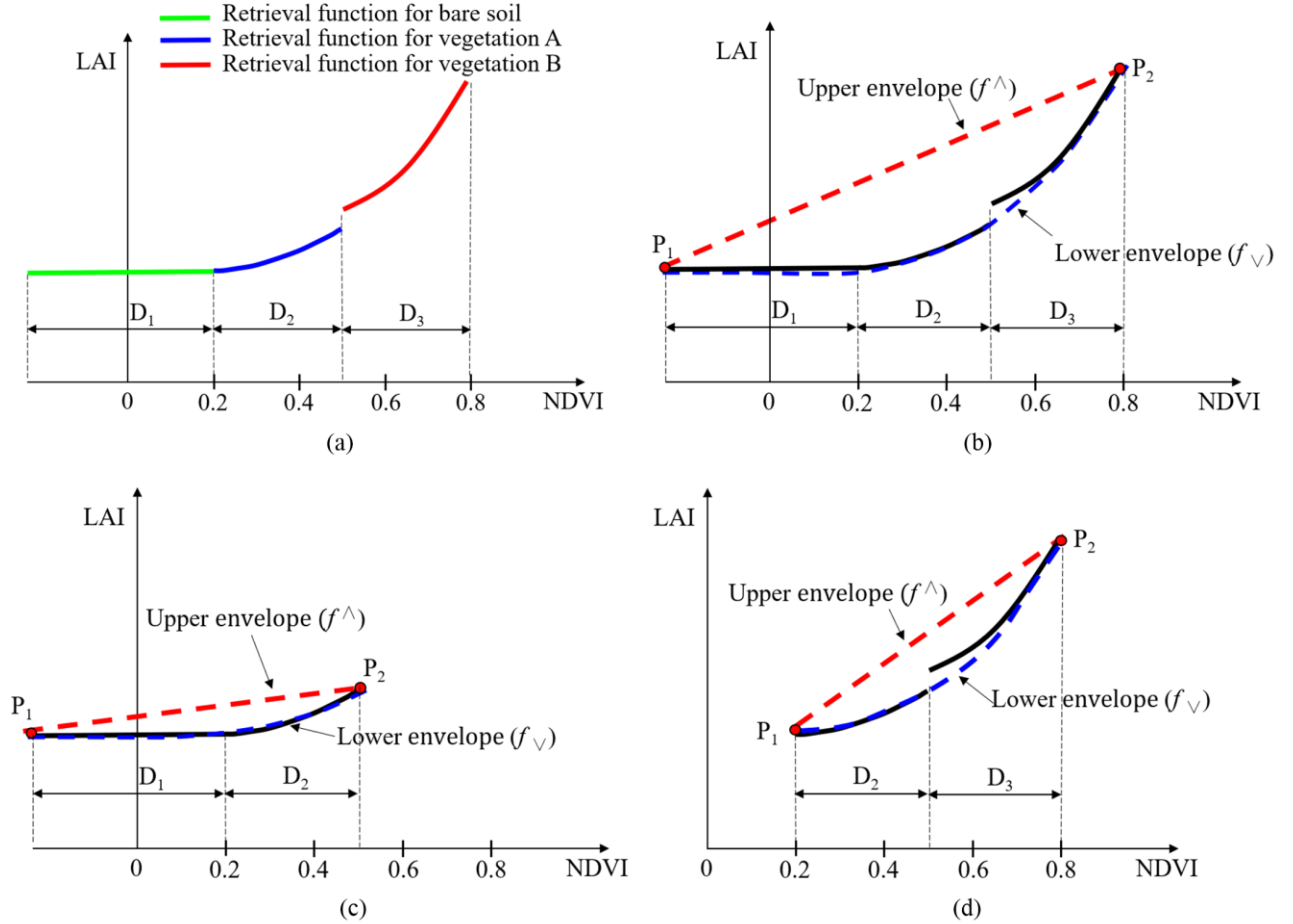 Retrieval function for bare soil
Retrieval function for vegetation A
Retrieval function for vegetation B
LAI
D₁
D₂
D₃
0
0.2
0.4
0.6
0.8
NDVI
(a)
LAI
Upper envelope (f^)
P₂
P₁
Lower envelope (f∨)
D₁
D₂
D₃
0
0.2
0.4
0.6
0.8
NDVI
(b)
LAI
Upper envelope (f^)
P₁
P₂
Lower envelope (f∨)
D₁
D₂
0
0.2
0.4
0.6
0.8
NDVI
(c)
LAI
P₂
Upper envelope (f^)
Lower envelope (f∨)
P₁
D₂
D₃
0
0.2
0.4
0.6
0.8
NDVI
(d)